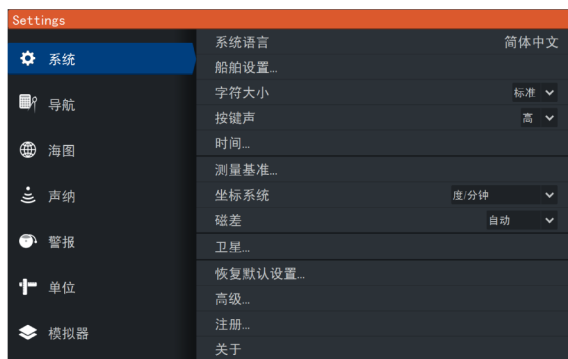 Settings
系统
导航
海图
声纳
警报
单位
模拟器
系统语言 简体中文
船舶设置…
字符大小 标准
按键声 高
时间…
测量基准…
坐标系统 度/分钟
磁差 自动
卫星…
恢复默认设置…
高级…
注册…
关于